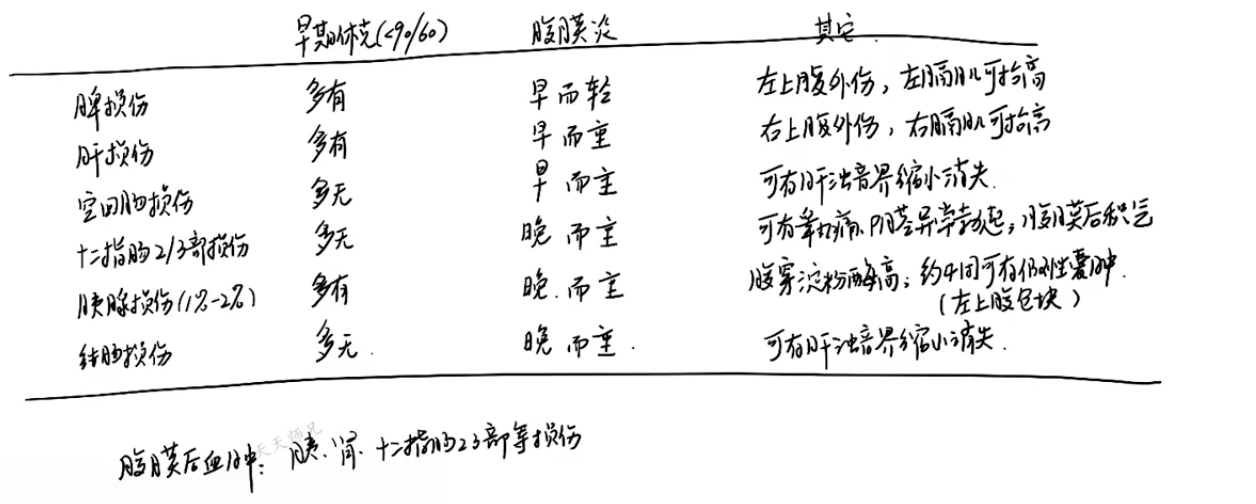 早期休克(<90/60) 腹膜炎 其它
脾损伤 多有 早而轻 左上腹外伤，左膈肌可抬高
肝损伤 多有 早而重 右上腹外伤，右膈肌可抬高
空回肠损伤 多无 早而重 可有肝浊音界缩小消失.
十二指肠2/3部损伤 多无 晚而重 可有睾丸痛、阴茎异常勃起；腹膜后积气
胰腺损伤(1%-2%) 多有 晚.而重 腹穿淀粉酶高；约4周可有假性囊肿.
(左上腹包块)
结肠损伤 多无. 晚而重. 可有肝浊音界缩小消失.
天天师兄
腹膜后血肿：胰、肾、十二指肠23部等损伤